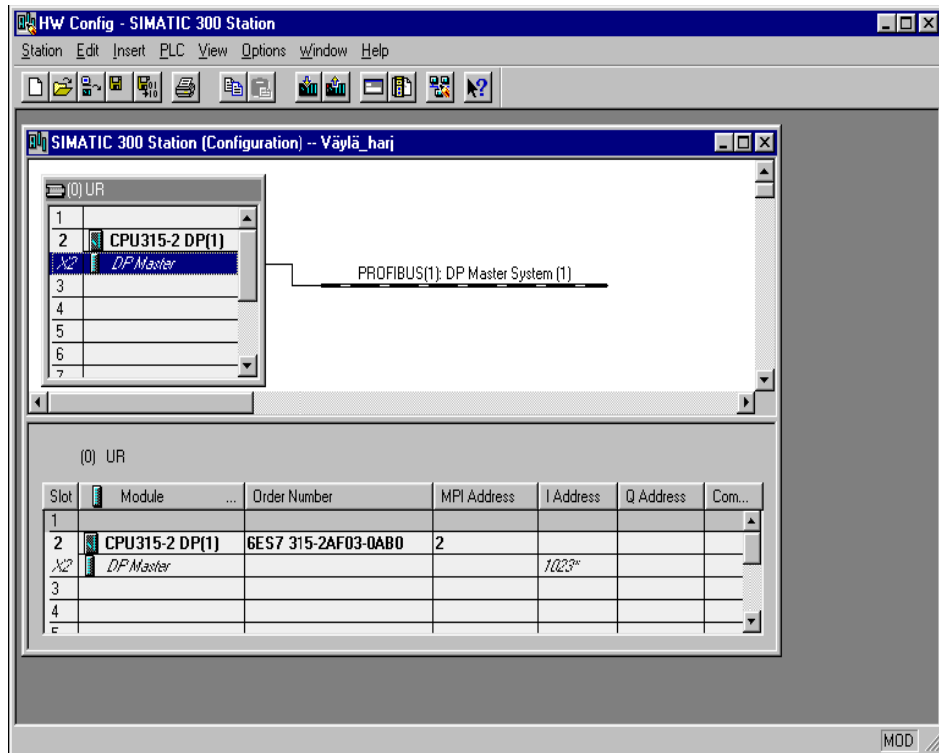 HW Config - SIMATIC 300 Station
Station Edit Insert PLC View Options Window Help
SIMATIC 300 Station (Configuration) -- Väylä_harj
(0) UR
1
2 CPU315-2 DP(1)
X2 DP Master
3
4
5
6
7
PROFIBUS(1): DP Master System (1)
(0) UR
Slot Module ... Order Number MPI Address I Address Q Address Com...
1
2 CPU315-2 DP(1) 6ES7 315-2AF03-0AB0 2
X2 DP Master 1023*
3
4
5
MOD